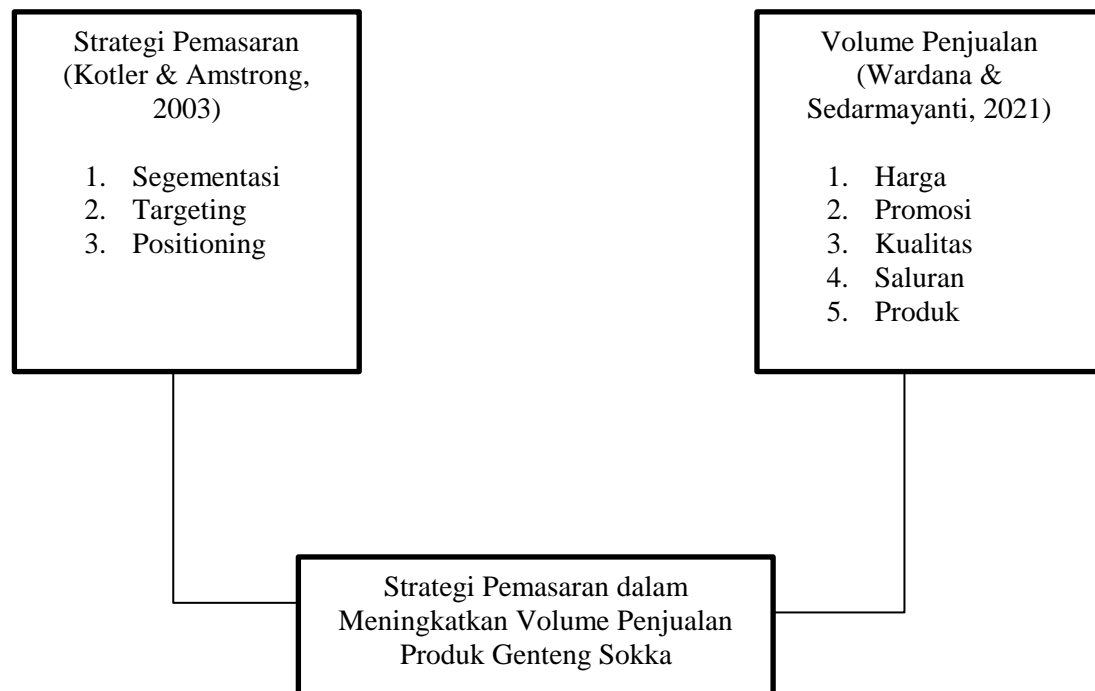 Strategi Pemasaran
(Kotler & Amstrong,
2003)
1. Segementasi
2. Targeting
3. Positioning
Volume Penjualan
(Wardana &
Sedarmayanti, 2021)
1. Harga
2. Promosi
3. Kualitas
4. Saluran
5. Produk
Strategi Pemasaran dalam
Meningkatkan Volume Penjualan
Produk Genteng Sokka